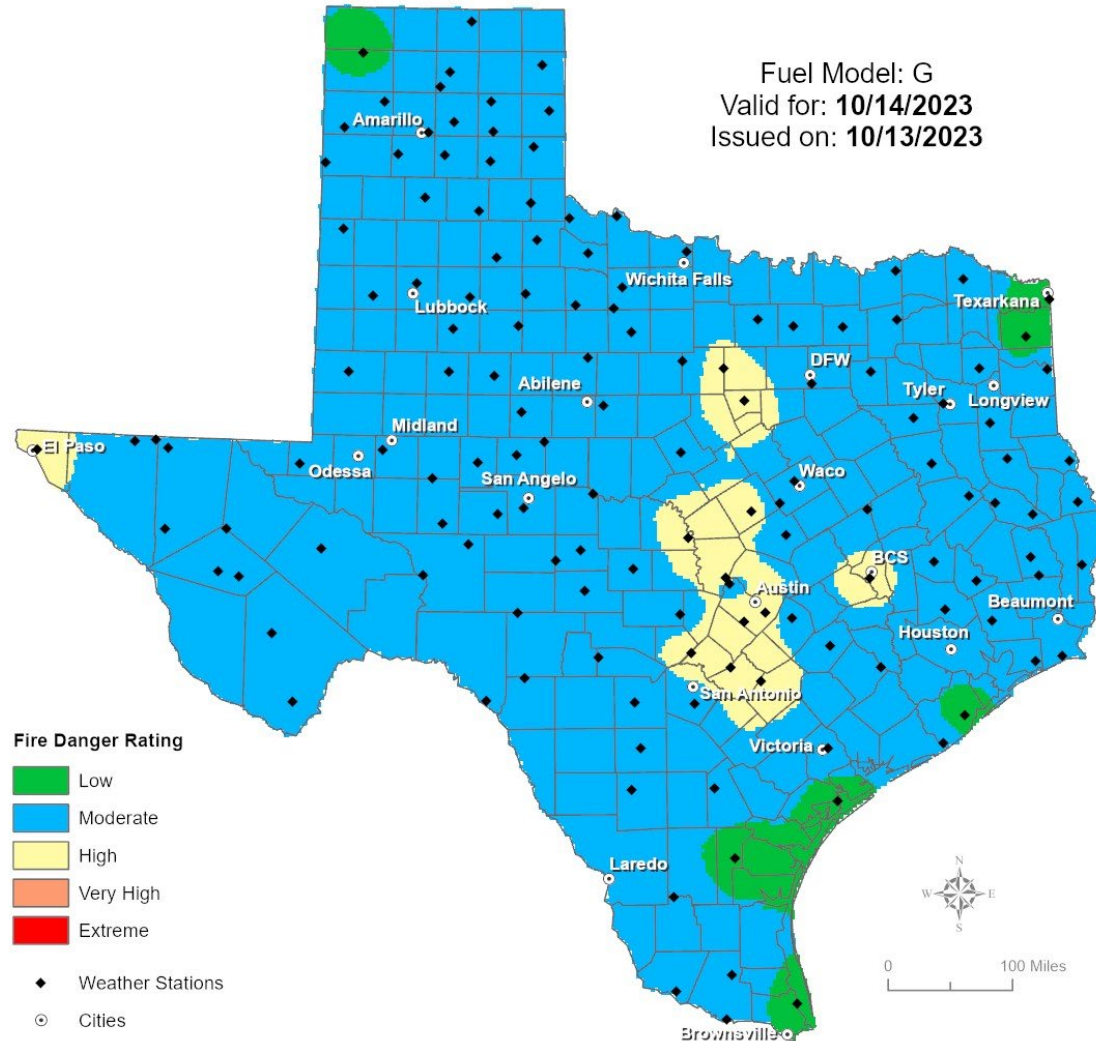 Fuel Model: G
Valid for: 10/14/2023
Issued on: 10/13/2023
Amarillo
Wichita Falls
Lubbock
Texarkana
DFW
Abilene
Tyler
Longview
Midland
El Paso
Odessa
San Angelo
Waco
BCS
Austin
Beaumont
Houston
San Antonio
Victoria
Laredo
Brownsville
Fire Danger Rating
Low
Moderate
High
Very High
Extreme
Weather Stations
Cities
N
W E
S
0 100 Miles